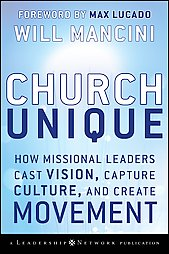 FOREWORD BY MAX LUCADO
WILL MANCINI
CHURCH
UNIQUE
HOW MISSIONAL LEADERS
CAST VISION, CAPTURE
CULTURE, AND CREATE
MOVEMENT
A LEADERSHIP NETWORK PUBLICATION